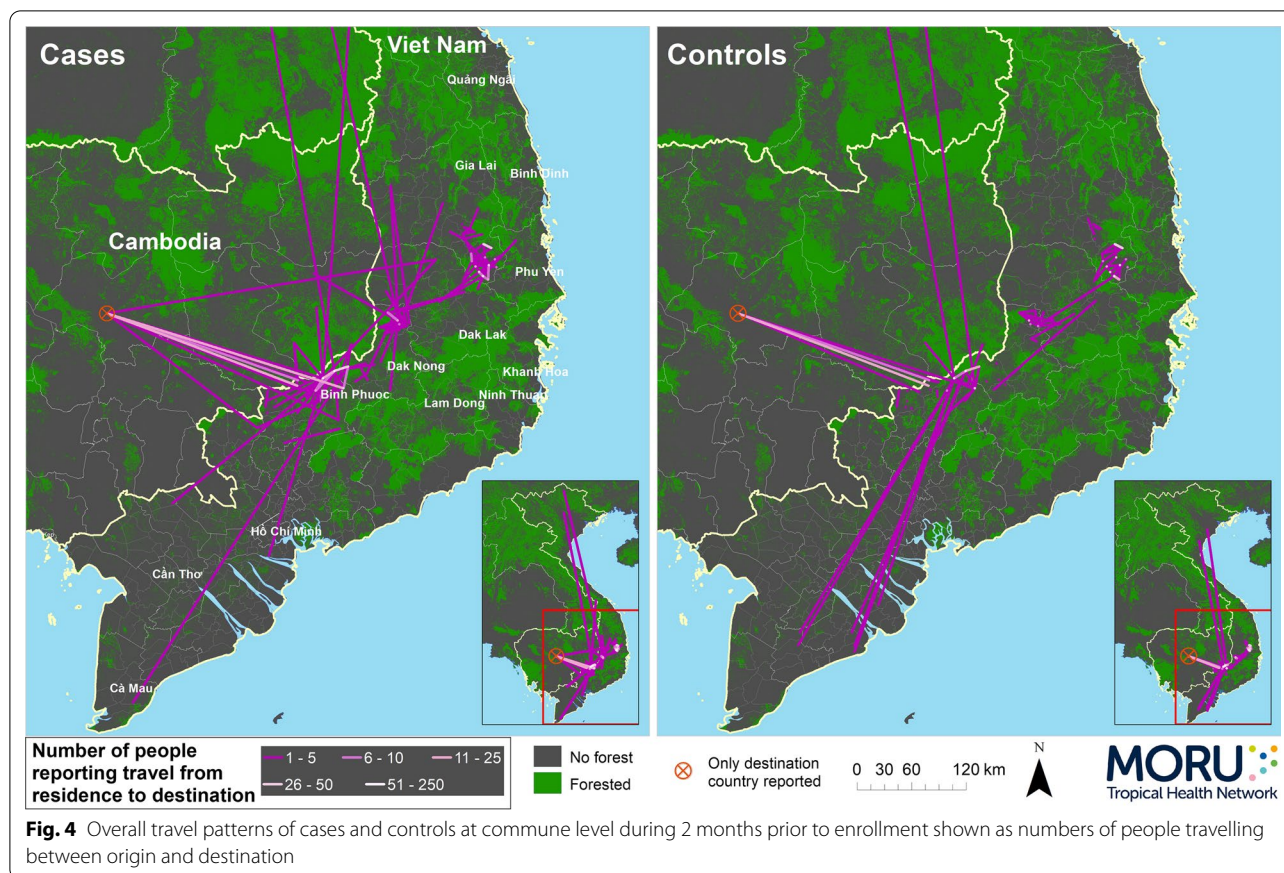 Cases
Viet Nam
Quảng Ngãi
Gia Lai
Binh Dinh
Cambodia
Phu Yen
Dak Lak
Dak Nong
Khanh Hoa
Binh Phuoc
Ninh Thuan
Lam Dong
Hồ Chí Minh
Cần Thơ
Cà Mau
Controls
Number of people
reporting travel from
residence to destination
1 - 5
6 - 10
11 - 25
26 - 50
51 - 250
No forest
Forested
Only destination
country reported
0 30 60 120 km
N
MORU
Tropical Health Network
Fig. 4 Overall travel patterns of cases and controls at commune level during 2 months prior to enrollment shown as numbers of people travelling
between origin and destination